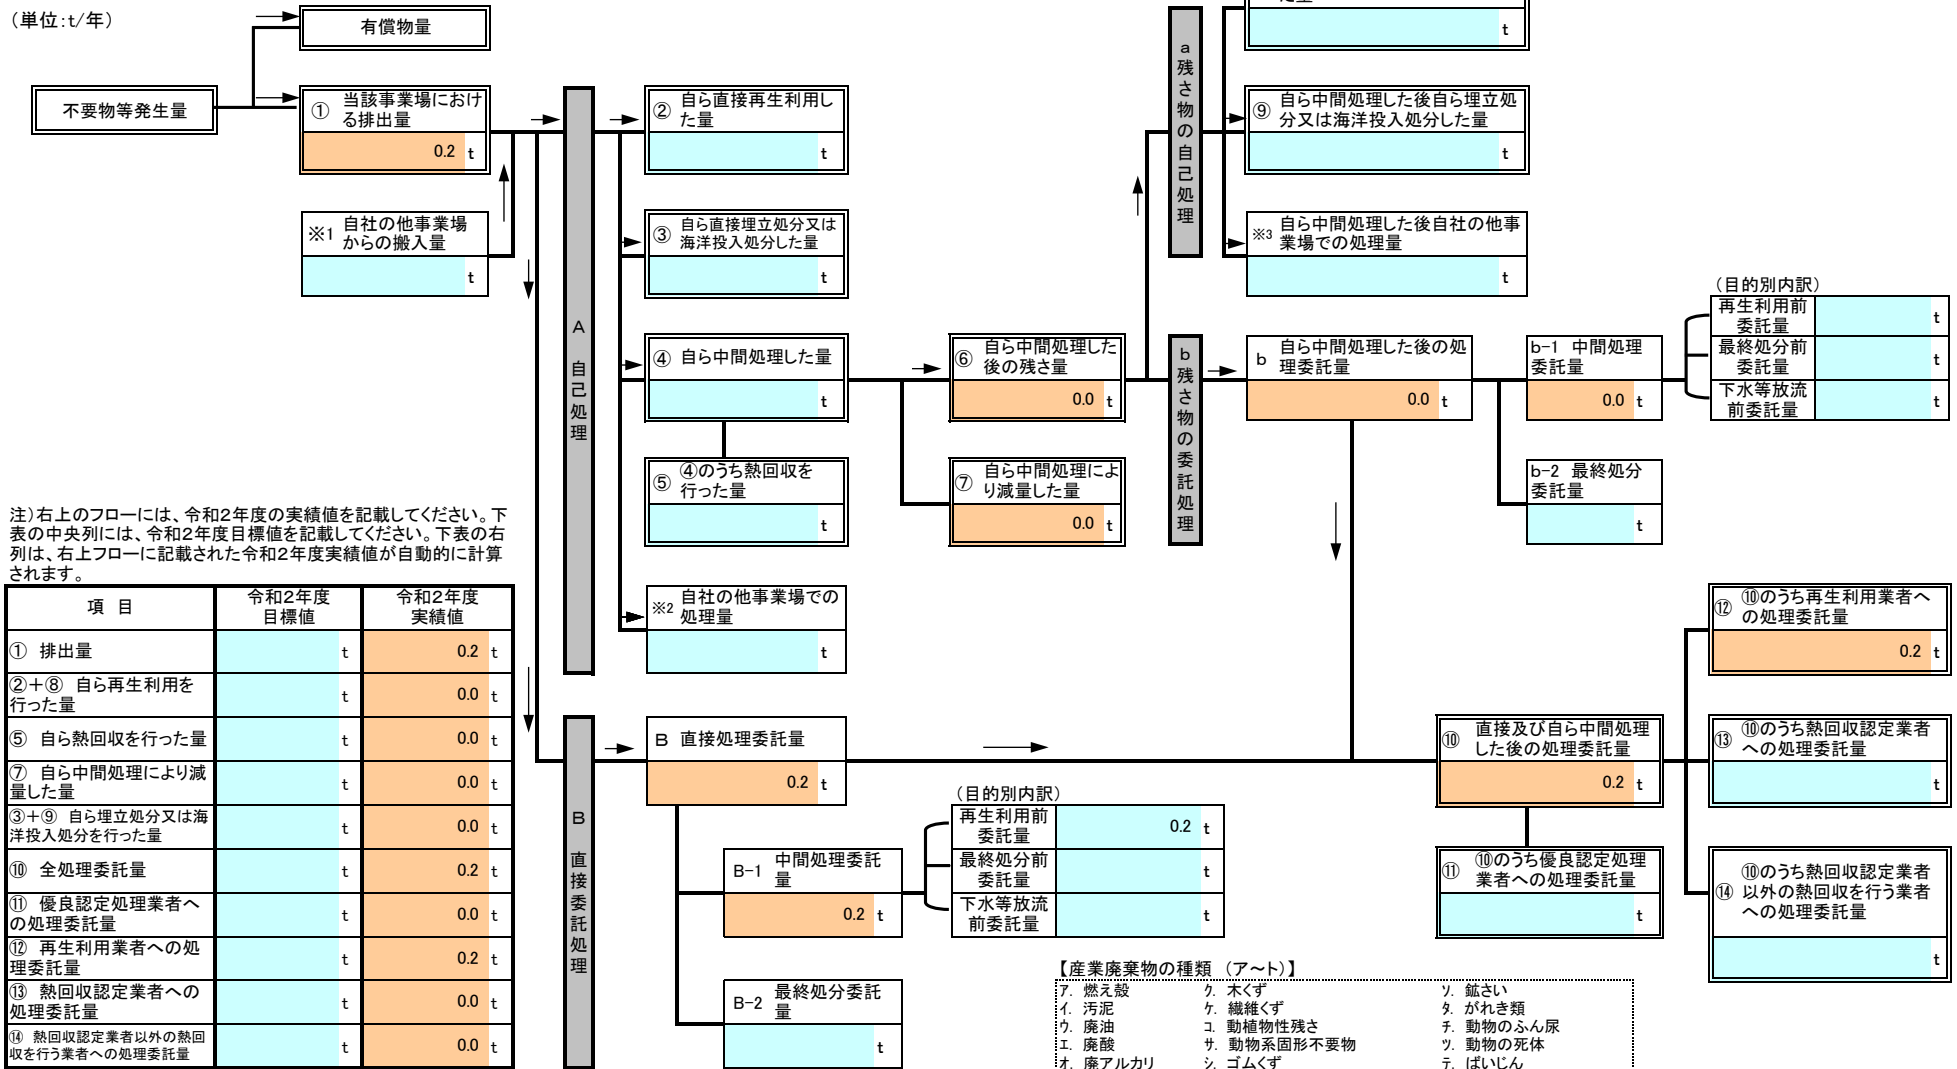 (単位:t/年)
有償物量
不要物等発生量
① 当該事業場におけ
る排出量
0.2 t
※1 自社の他事業場
からの搬入量
t
A 自己処理
② 自ら直接再生利用し
た量
t
③ 自ら直接埋立処分又は
海洋投入処分した量
t
④ 自ら中間処理した量
t
⑤ ④のうち熱回収を
行った量
t
※2 自社の他事業場での
処理量
t
⑥ 自ら中間処理した
後の残さ量
0.0 t
⑦ 自ら中間処理によ
り減量した量
0.0 t
a 残さ物の自己処理
t
⑨ 自ら中間処理した後自ら埋立処
分又は海洋投入処分した量
t
※3 自ら中間処理した後自社の他事
業場での処理量
t
b 残さ物の委託処理
b 自ら中間処理した後の処
理委託量
0.0 t
b-1 中間処理
委託量
0.0 t
b-2 最終処分
委託量
t
(目的別内訳)
再生利用前
委託量
t
最終処分前
委託量
t
下水等放流
前委託量
t
注)右上のフローには、令和2年度の実績値を記載してください。下
表の中央列には、令和2年度目標値を記載してください。下表の右
列は、右上フローに記載された令和2年度実績値が自動的に計算
されます。
項 目
令和2年度
目標値
令和2年度
実績値
① 排出量 t 0.2 t
②+⑧ 自ら再生利用を
行った量 t 0.0 t
⑤ 自ら熱回収を行った量 t 0.0 t
⑦ 自ら中間処理により減
量した量 t 0.0 t
③+⑨ 自ら埋立処分又は海
洋投入処分を行った量 t 0.0 t
⑩ 全処理委託量 t 0.2 t
⑪ 優良認定処理業者へ
の処理委託量 t 0.0 t
⑫ 再生利用業者への処
理委託量 t 0.2 t
⑬ 熱回収認定業者への
処理委託量 t 0.0 t
⑭ 熱回収認定業者以外の熱回
収を行う業者への処理委託量 t 0.0 t
B 直接委託処理
B 直接処理委託量
0.2 t
B-1 中間処理委託
量
0.2 t
B-2 最終処分委託
量
t
(目的別内訳)
再生利用前
委託量
0.2 t
最終処分前
委託量
t
下水等放流
前委託量
t
⑩ 直接及び自ら中間処理
した後の処理委託量
0.2 t
⑪ ⑩のうち優良認定処理
業者への処理委託量
t
⑫ ⑩のうち再生利用業者へ
の処理委託量
0.2 t
⑬ ⑩のうち熱回収認定業者
への処理委託量
t
⑭ ⑩のうち熱回収認定業者
以外の熱回収を行う業者
への処理委託量
t
【産業廃棄物の種類 (ア~ト)】
ア. 燃え殻 ク. 木くず ソ. 鉱さい
イ. 汚泥 ケ. 繊維くず タ. がれき類
ウ. 廃油 コ. 動植物性残さ チ. 動物のふん尿
エ. 廃酸 サ. 動物系固形不要物 ツ. 動物の死体
オ. 廃アルカリ シ. ゴムくず テ. ばいじん